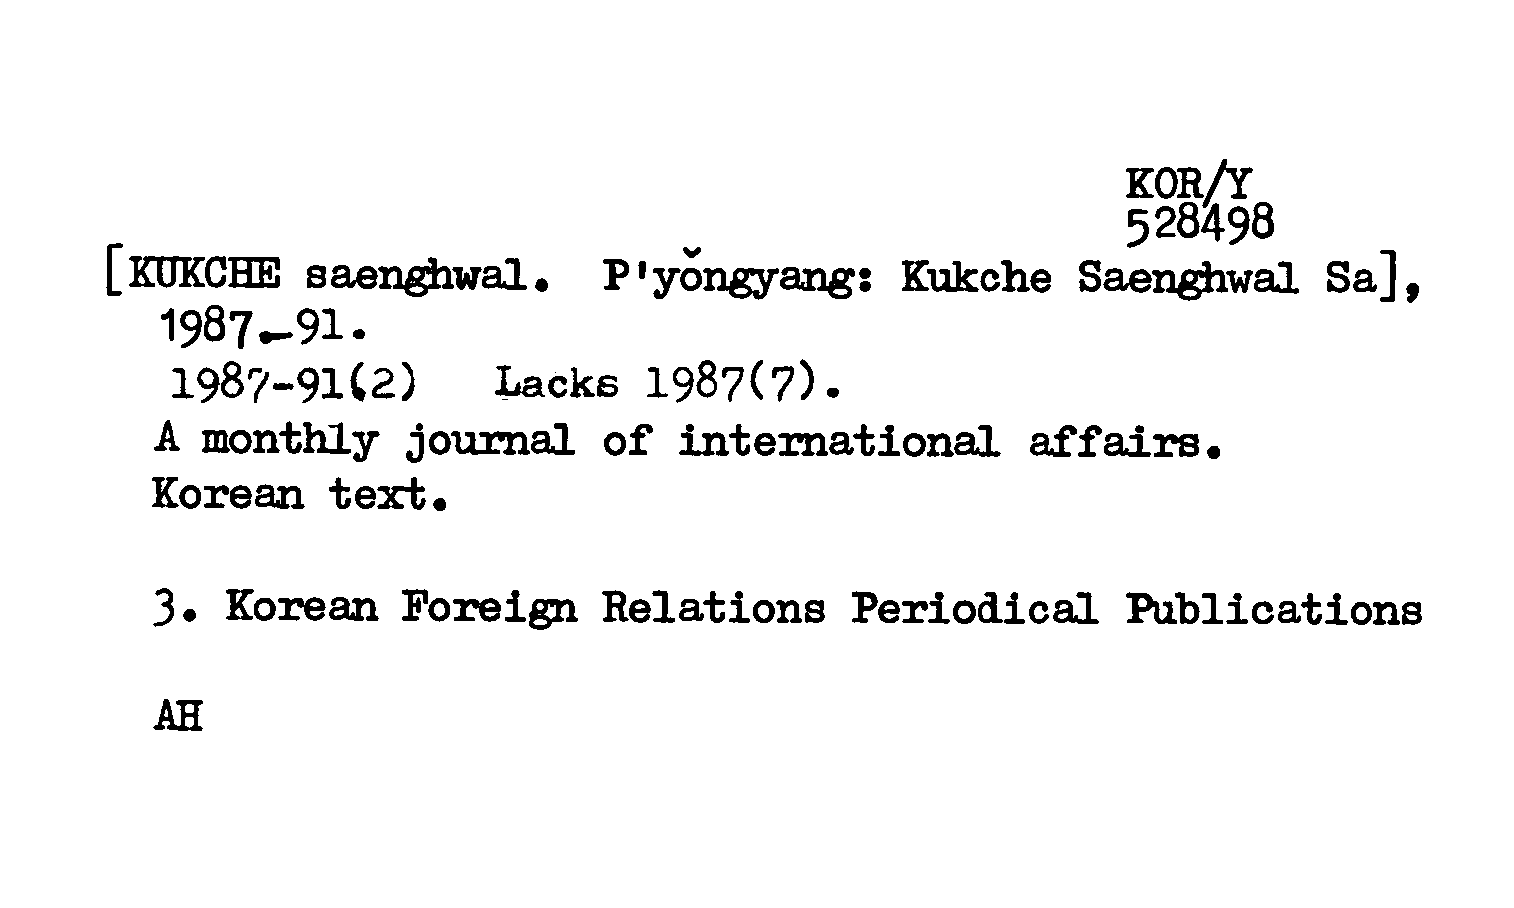 KOR/Y
528498
[KUKCHE saenghwal. P'yŏngyang: Kukche Saenghwal Sa],
1987.-91.
1987-91(2) Lacks 1987(7).
A monthly journal of international affairs.
Korean text.
3. Korean Foreign Relations Periodical Publications
AH